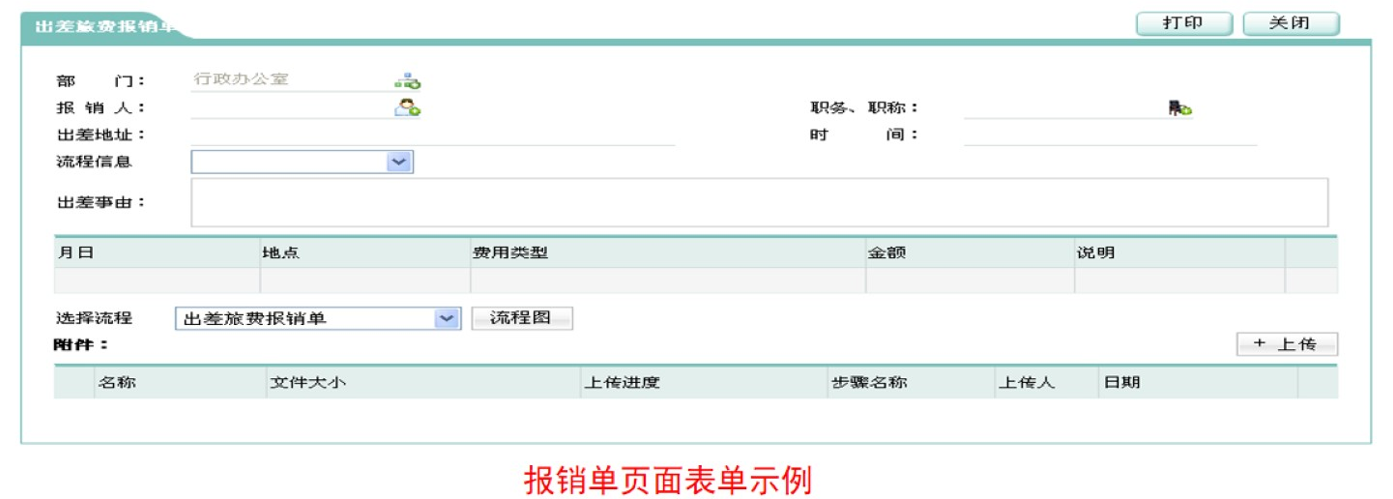 出差旅费报销单 打印 关闭
部 门： 行政办公室
报 销 人： 职务、职称：
出差地址： 时 间：
流程信息
出差事由：
月日 地点 费用类型 金额 说明
选择流程 出差旅费报销单 流程图
附件： + 上传
名称 文件大小 上传进度 步骤名称 上传人 日期
报销单页面表单示例